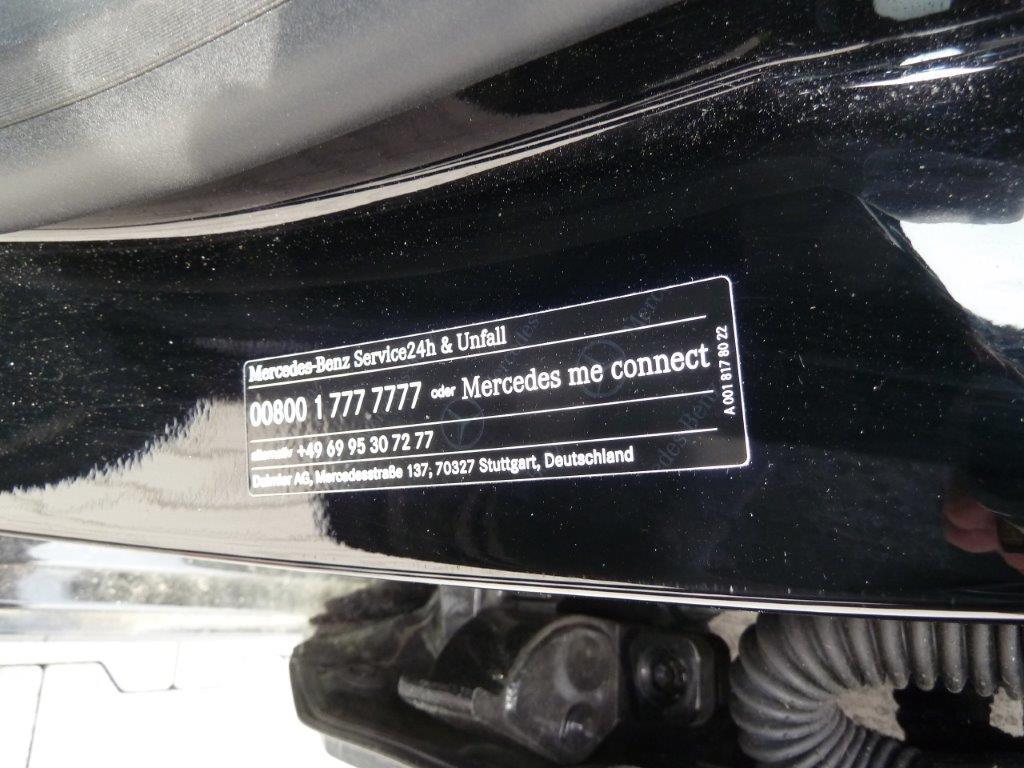 Mercedes-Benz Service24h & Unfall
00800 1 777 7777 oder Mercedes me connect
alternativ +49 69 95 30 72 77
Daimler AG, Mercedesstraße 137, 70327 Stuttgart, Deutschland
A 001 817 80 22